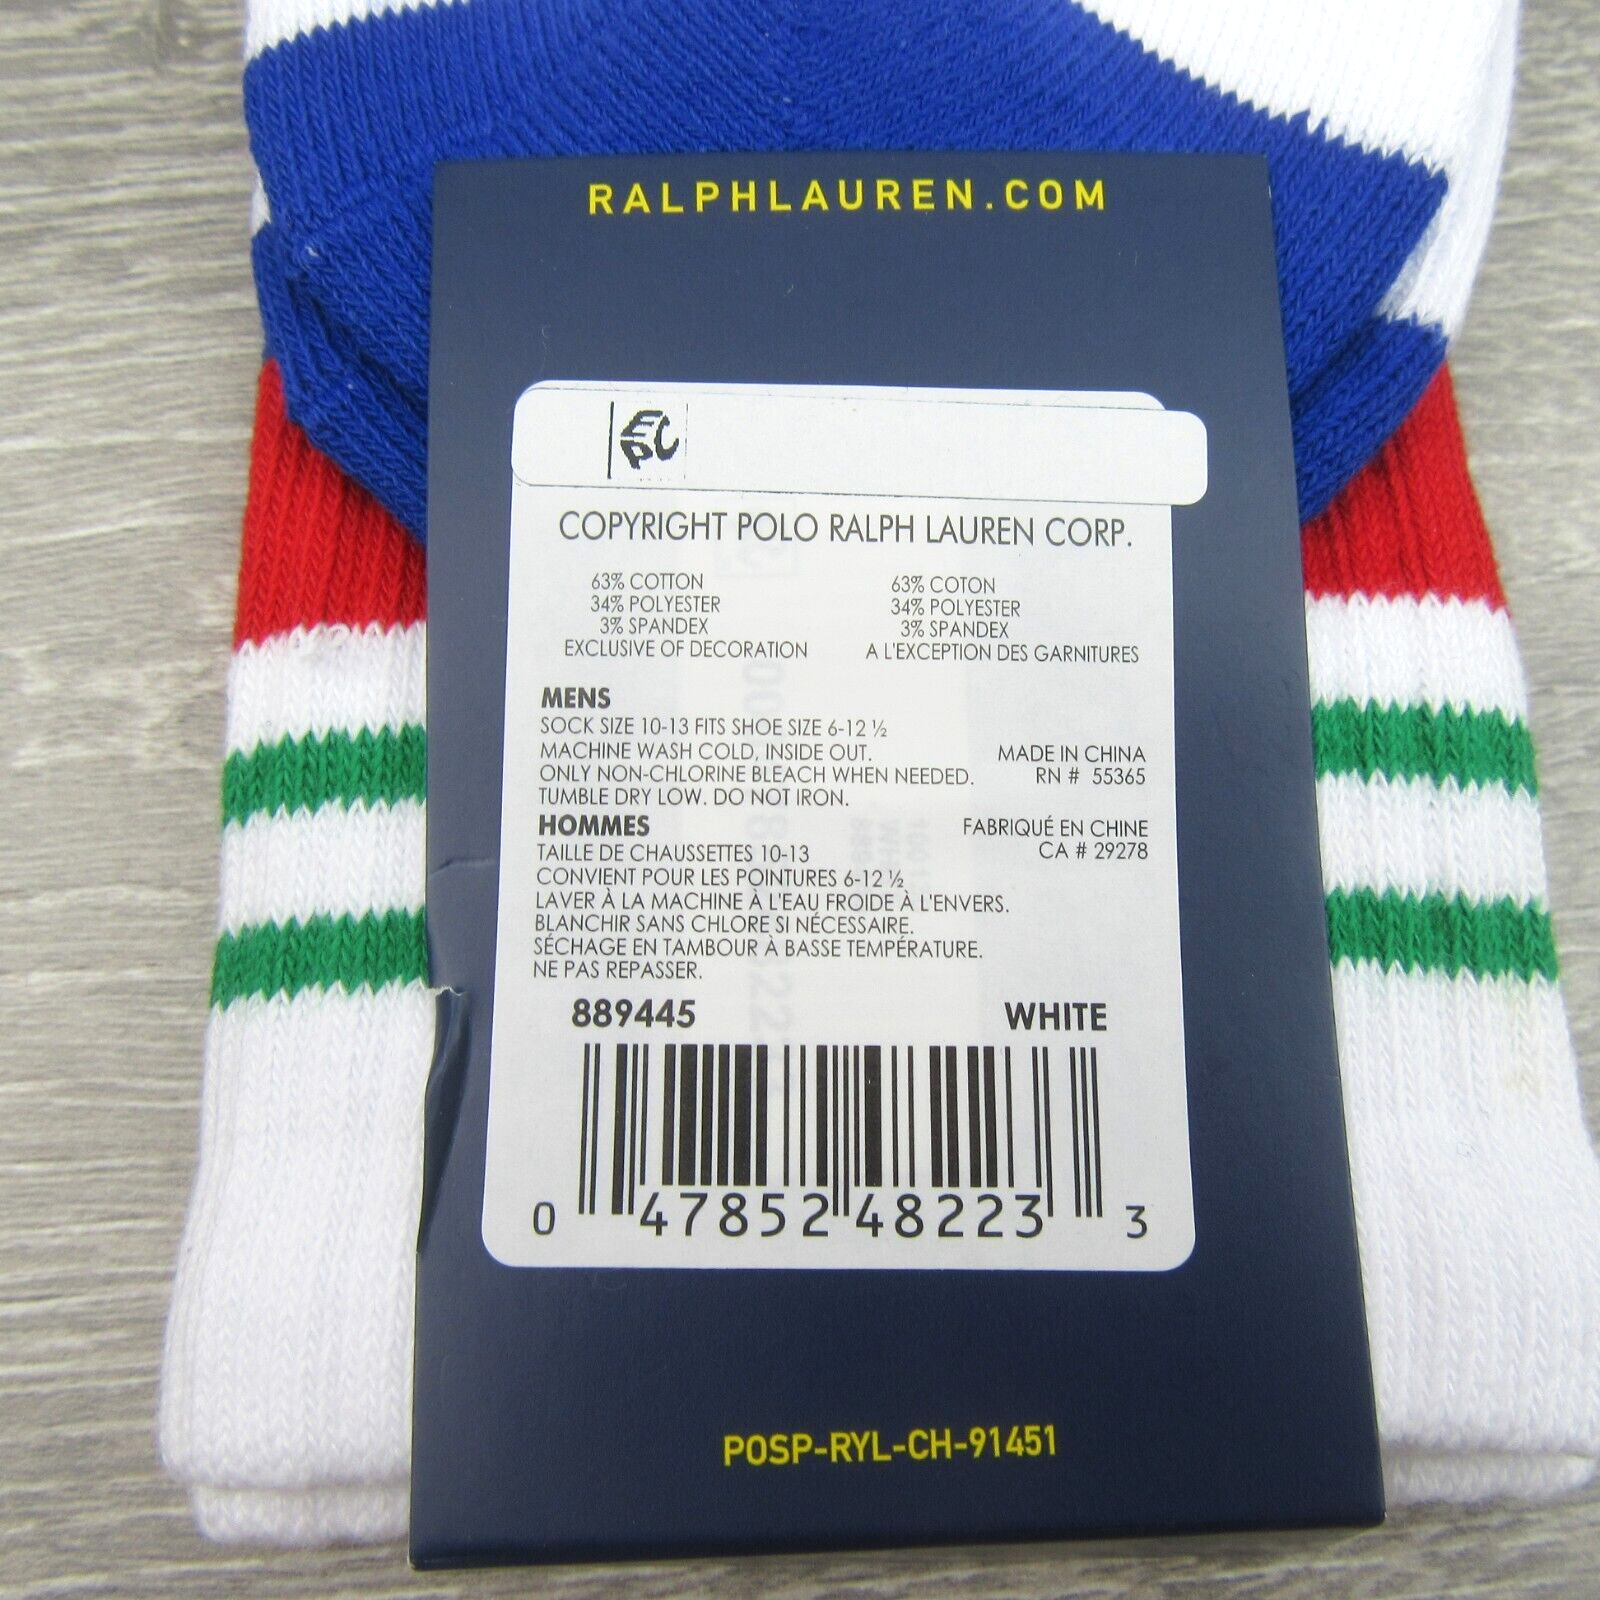 RALPHLAUREN.COM
EPC
COPYRIGHT POLO RALPH LAUREN CORP.
63% COTTON
34% POLYESTER
3% SPANDEX
EXCLUSIVE OF DECORATION
63% COTON
34% POLYESTER
3% SPANDEX
A L'EXCEPTION DES GARNITURES
MENS
SOCK SIZE 10-13 FITS SHOE SIZE 6-12 ½
MACHINE WASH COLD, INSIDE OUT.
ONLY NON-CHLORINE BLEACH WHEN NEEDED.
TUMBLE DRY LOW. DO NOT IRON.
MADE IN CHINA
RN # 55365
HOMMES
TAILLE DE CHAUSSETTES 10-13
CONVIENT POUR LES POINTURES 6-12 ½
LAVER À LA MACHINE À L'EAU FROIDE À L'ENVERS.
BLANCHIR SANS CHLORE SI NÉCESSAIRE.
SÉCHAGE EN TAMBOUR À BASSE TEMPÉRATURE.
NE PAS REPASSER.
FABRIQUÉ EN CHINE
CA # 29278
889445 WHITE
0 47852 48223 3
POSP-RYL-CH-91451